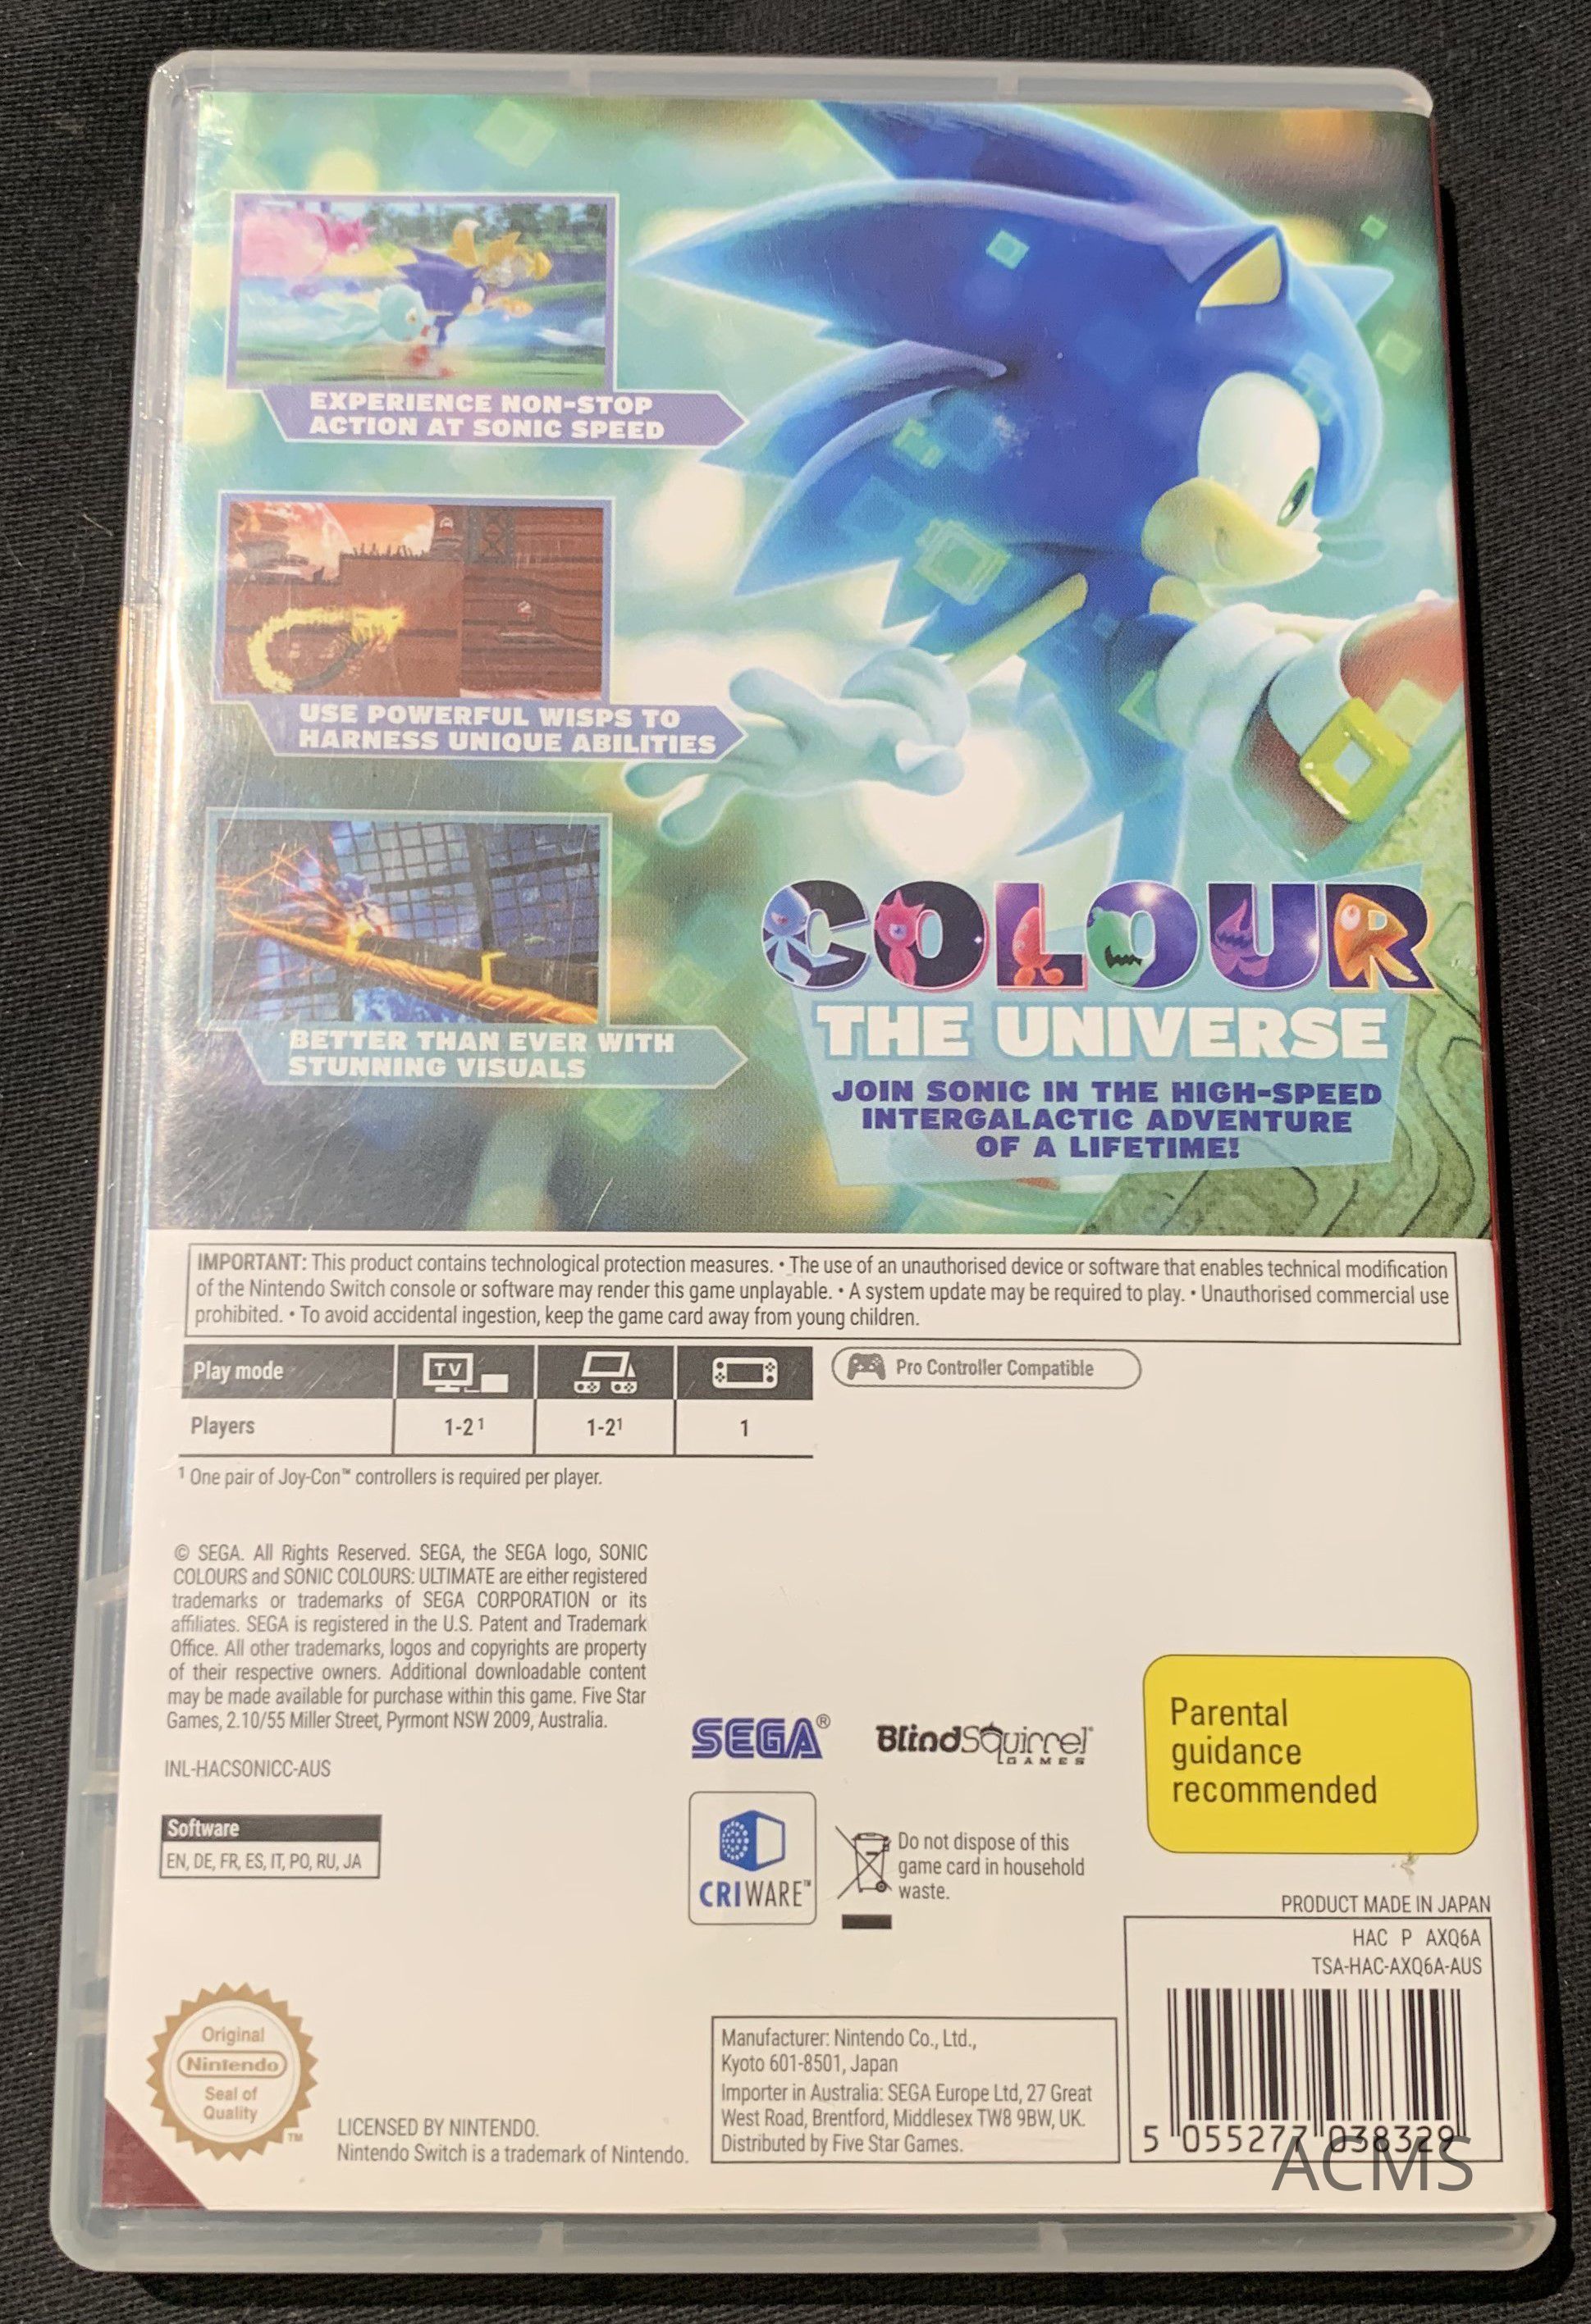 EXPERIENCE NON-STOP
ACTION AT SONIC SPEED
USE POWERFUL WISPS TO
HARNESS UNIQUE ABILITIES
BETTER THAN EVER WITH
STUNNING VISUALS
COLOUR
THE UNIVERSE
JOIN SONIC IN THE HIGH-SPEED
INTERGALACTIC ADVENTURE
OF A LIFETIME!
IMPORTANT: This product contains technological protection measures. • The use of an unauthorised device or software that enables technical modification
of the Nintendo Switch console or software may render this game unplayable. • A system update may be required to play. • Unauthorised commercial use
prohibited. • To avoid accidental ingestion, keep the game card away from young children.
Play mode TV
Pro Controller Compatible
Players 1-2¹ 1-2¹ 1
¹ One pair of Joy-Con™ controllers is required per player.
© SEGA. All Rights Reserved. SEGA, the SEGA logo, SONIC
COLOURS and SONIC COLOURS: ULTIMATE are either registered
trademarks or trademarks of SEGA CORPORATION or its
affiliates. SEGA is registered in the U.S. Patent and Trademark
Office. All other trademarks, logos and copyrights are property
of their respective owners. Additional downloadable content
may be made available for purchase within this game. Five Star
Games, 2.10/55 Miller Street, Pyrmont NSW 2009, Australia.
INL-HACSONICC-AUS
Software
EN, DE, FR, ES, IT, PO, RU, JA
SEGA®
BlindSquirrel
GAMES
CRIWARE™
Do not dispose of this
game card in household
waste.
Parental
guidance
recommended
PRODUCT MADE IN JAPAN
HAC P AXQ6A
TSA-HAC-AXQ6A-AUS
5 055277 038329
Original
Nintendo
Seal of
Quality
TM
LICENSED BY NINTENDO.
Nintendo Switch is a trademark of Nintendo.
Manufacturer: Nintendo Co., Ltd.,
Kyoto 601-8501, Japan
Importer in Australia: SEGA Europe Ltd, 27 Great
West Road, Brentford, Middlesex TW8 9BW, UK.
Distributed by Five Star Games.
ACMS